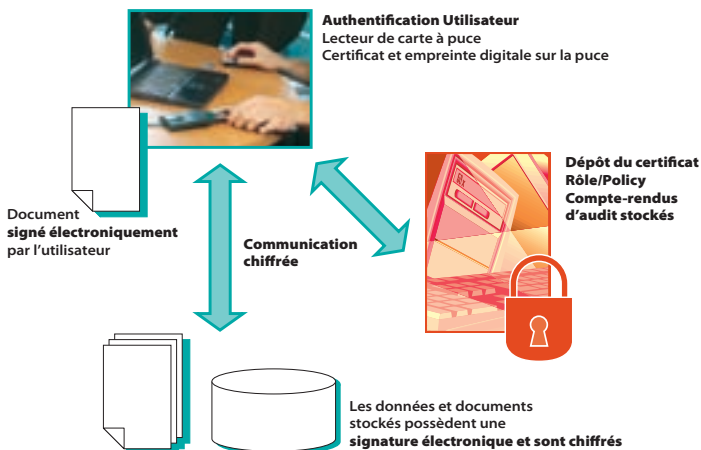 Authentification Utilisateur
Lecteur de carte à puce
Certificat et empreinte digitale sur la puce
Dépôt du certificat
Rôle/Policy
Compte-rendus
d'audit stockés
Document
signé électroniquement
par l'utilisateur
Communication
chiffrée
Les données et documents
stockés possèdent une
signature électronique et sont chiffrés